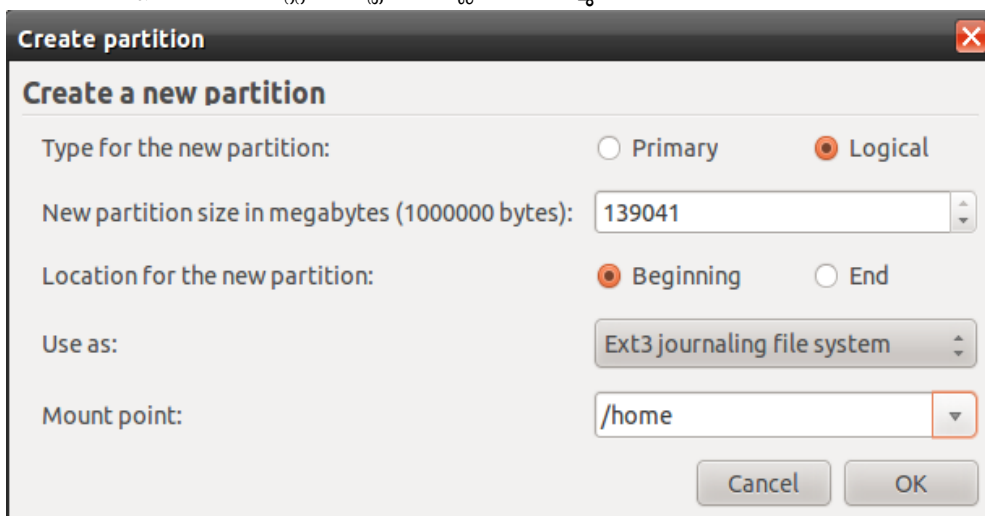 Create partition
Create a new partition
Type for the new partition: Primary Logical
New partition size in megabytes (1000000 bytes): 139041
Location for the new partition: Beginning End
Use as: Ext3 journaling file system
Mount point: /home
Cancel OK